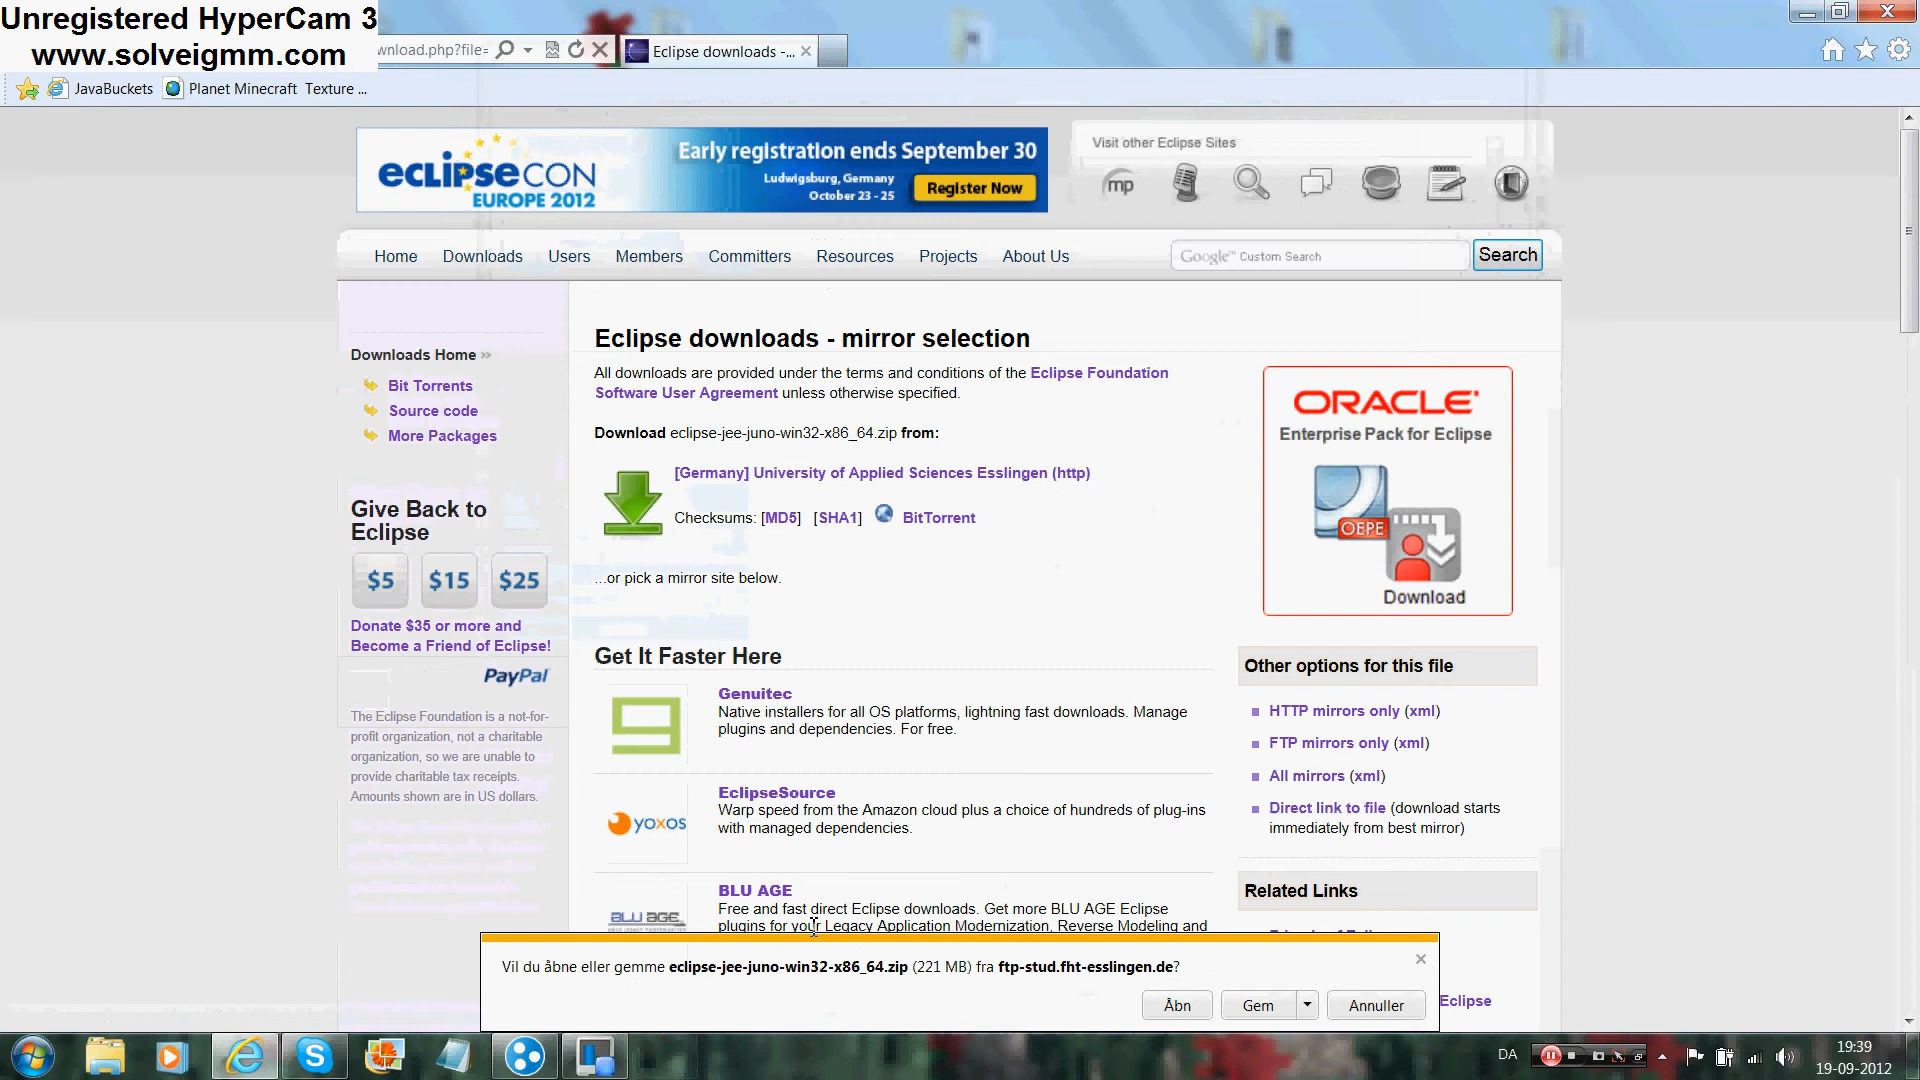 Unregistered HyperCam 3
www.solveigmm.com
wnload.php?file=
Eclipse downloads -...
JavaBuckets
Planet Minecraft Texture ...
eclipsecon
EUROPE 2012
Early registration ends September 30
Ludwigsburg, Germany
October 23 - 25
Register Now
Visit other Eclipse Sites
mp
Home
Downloads
Users
Members
Committers
Resources
Projects
About Us
Google™ Custom Search
Search
Downloads Home
Bit Torrents
Source code
More Packages
Give Back to
Eclipse
$5
$15
$25
Donate $35 or more and
Become a Friend of Eclipse!
PayPal
The Eclipse Foundation is a not-for-
profit organization, not a charitable
organization, so we are unable to
provide charitable tax receipts.
Amounts shown are in US dollars.
Eclipse downloads - mirror selection
All downloads are provided under the terms and conditions of the Eclipse Foundation
Software User Agreement unless otherwise specified.
Download eclipse-jee-juno-win32-x86_64.zip from:
[Germany] University of Applied Sciences Esslingen (http)
Checksums: [MD5] [SHA1] BitTorrent
...or pick a mirror site below.
Get It Faster Here
Genuitec
Native installers for all OS platforms, lightning fast downloads. Manage
plugins and dependencies. For free.
yoxos
EclipseSource
Warp speed from the Amazon cloud plus a choice of hundreds of plug-ins
with managed dependencies.
BLU AGE
BLU AGE
Free and fast direct Eclipse downloads. Get more BLU AGE Eclipse
plugins for your Legacy Application Modernization, Reverse Modeling and
ORACLE
Enterprise Pack for Eclipse
OEPE
Download
Other options for this file
HTTP mirrors only (xml)
FTP mirrors only (xml)
All mirrors (xml)
Direct link to file (download starts
immediately from best mirror)
Related Links
Eclipse
Vil du åbne eller gemme eclipse-jee-juno-win32-x86_64.zip (221 MB) fra ftp-stud.fht-esslingen.de?
Åbn
Gem
Annuller
DA
19:39
19-09-2012